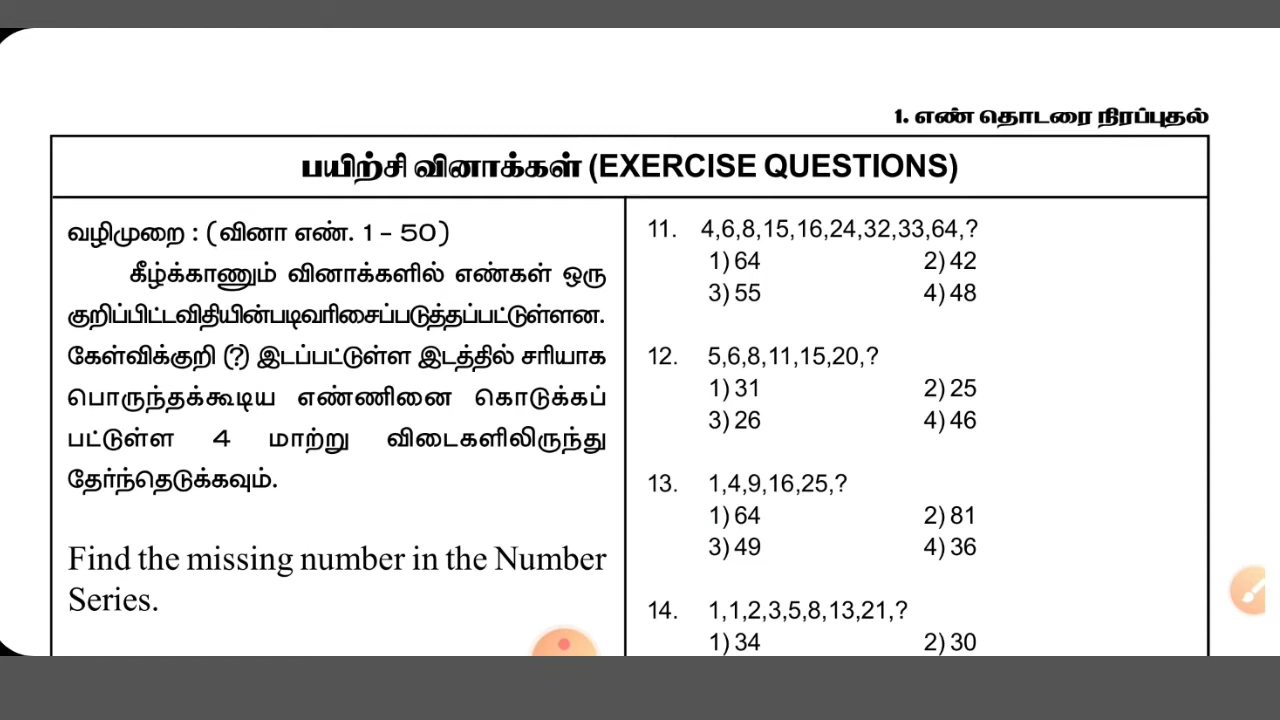 1. எண் தொடரை நிரப்புதல்
பயிற்சி வினாக்கள் (EXERCISE QUESTIONS)
வழிமுறை : (வினா எண். 1 – 50)
கீழ்க்காணும் வினாக்களில் எண்கள் ஒரு
குறிப்பிட்டவிதியின்படிவரிசைப்படுத்தப்பட்டுள்ளன.
கேள்விக்குறி (?) இடப்பட்டுள்ள இடத்தில் சரியாக
பொருந்தக்கூடிய எண்ணினை கொடுக்கப்
பட்டுள்ள 4 மாற்று விடைகளிலிருந்து
தேர்ந்தெடுக்கவும்.
Find the missing number in the Number
Series.
11. 4,6,8,15,16,24,32,33,64,?
1) 64 2) 42
3) 55 4) 48
12. 5,6,8,11,15,20,?
1) 31 2) 25
3) 26 4) 46
13. 1,4,9,16,25,?
1) 64 2) 81
3) 49 4) 36
14. 1,1,2,3,5,8,13,21,?
1) 34 2) 30